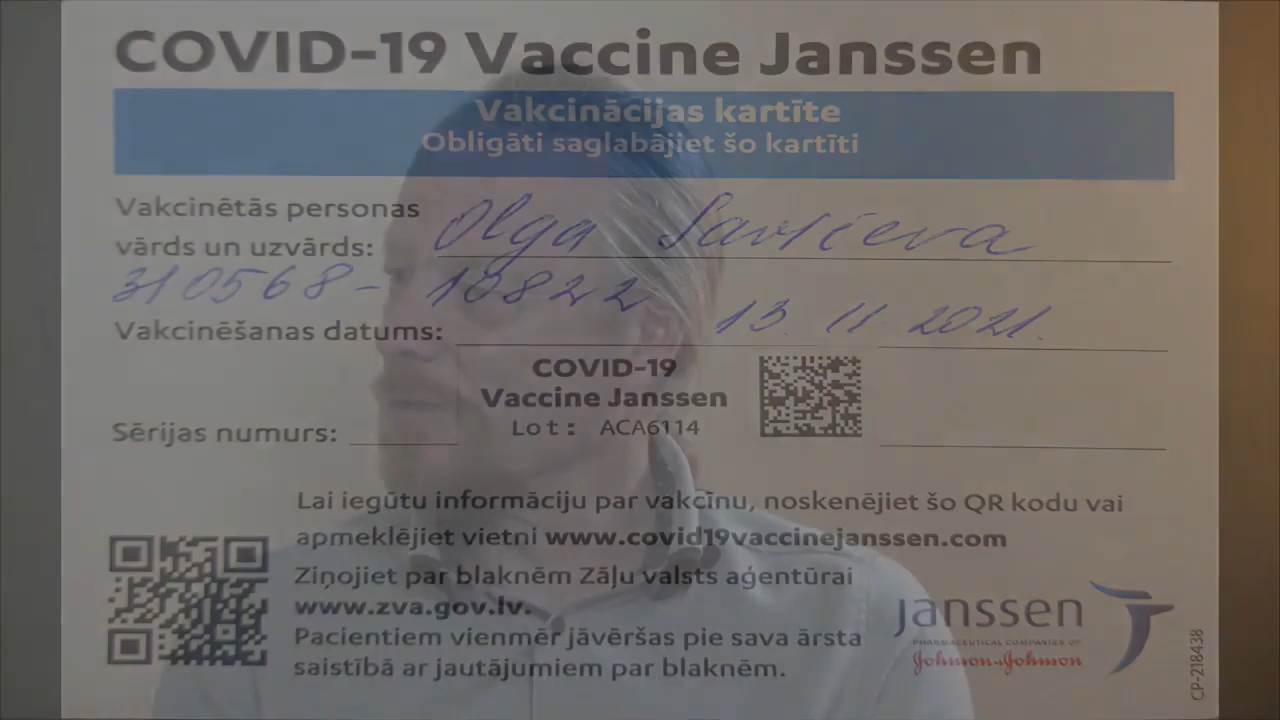 COVID-19 Vaccine Janssen
Vakcinācijas kartīte
Obligāti saglabājiet šo kartīti
Vakcinētās personas
vārds un uzvārds: Olga
310568- 10822
Vakcinēšanas datums: 13. 11. 2021.
COVID-19
Vaccine Janssen
Sērijas numurs:
Lot: ACA6114
Lai iegūtu informāciju par vakcīnu, noskenējiet šo QR kodu vai
apmeklējiet vietni www.covid19vaccinejanssen.com
Ziņojiet par blaknēm Zāļu valsts aģentūrai
www.zva.gov.lv.
Pacientiem vienmēr jāvēršas pie sava ārsta
saistībā ar jautājumiem par blaknēm.
Janssen
PHARMACEUTICAL COMPANIES OF
Johnson & Johnson
CP-218438